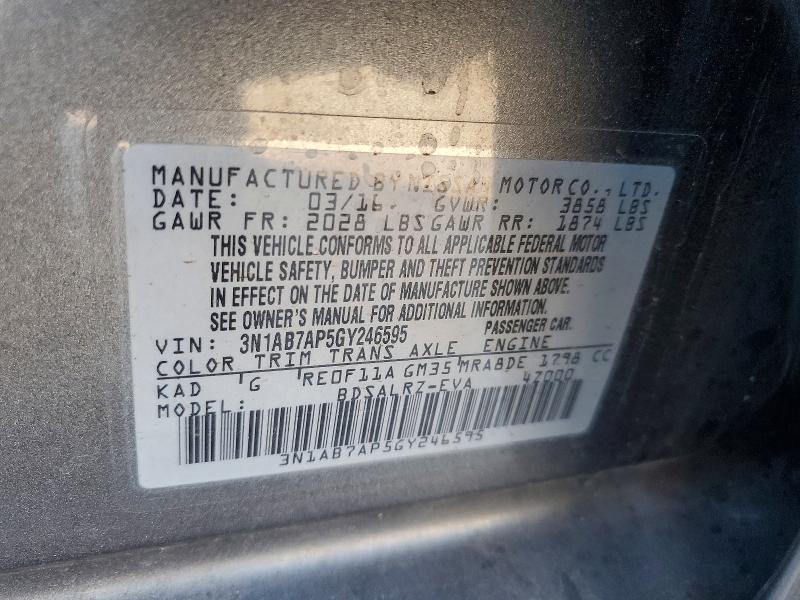 MANUFACTURED BY NISSAN MOTOR CO., LTD.
DATE: 03/16. GVWR: 3858 LBS
GAWR FR: 2028 LBS GAWR RR: 1874 LBS
THIS VEHICLE CONFORMS TO ALL APPLICABLE FEDERAL MOTOR
VEHICLE SAFETY, BUMPER AND THEFT PREVENTION STANDARDS
IN EFFECT ON THE DATE OF MANUFACTURE SHOWN ABOVE.
SEE OWNER'S MANUAL FOR ADDITIONAL INFORMATION.
PASSENGER CAR.
VIN: 3N1AB7AP5GY246595
COLOR TRIM TRANS AXLE ENGINE
KAD G RE0F11A GM35 MRA8DE 1798 CC
MODEL: BDSALRZ-EVA 47000
3N1AB7AP5GY246595